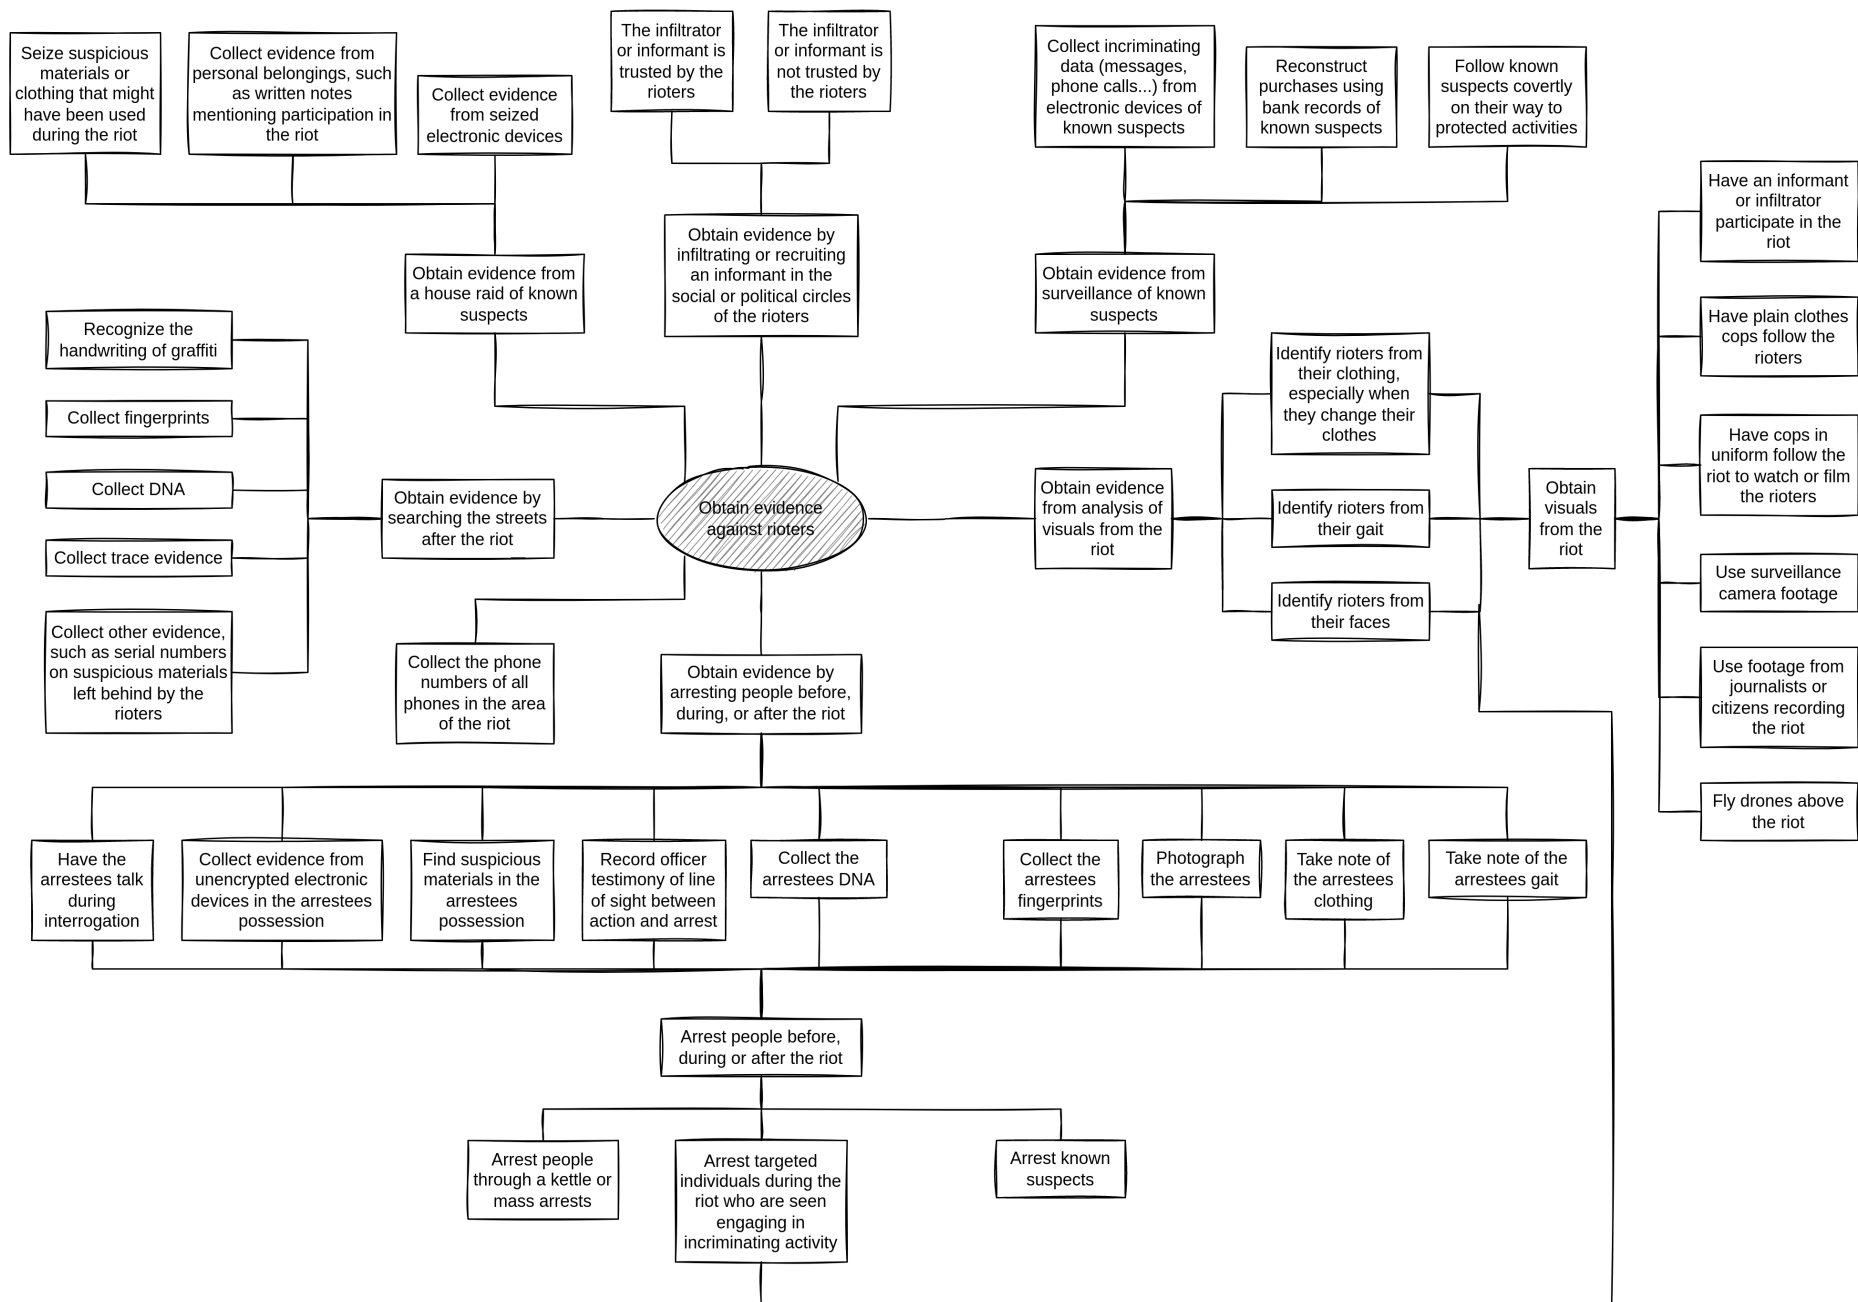 Seize suspicious
materials or
clothing that might
have been used
during the riot
Collect evidence from
personal belongings, such
as written notes
mentioning participation in
the riot
Collect evidence
from seized
electronic devices
The infiltrator
or informant is
trusted by the
rioters
The infiltrator
or informant is
not trusted by
the rioters
Collect incriminating
data (messages,
phone calls...) from
electronic devices of
known suspects
Reconstruct
purchases using
bank records of
known suspects
Follow known
suspects covertly
on their way to
protected activities
Have an informant
or infiltrator
participate in the
riot
Obtain evidence from
a house raid of known
suspects
Obtain evidence by
infiltrating or recruiting
an informant in the
social or political circles
of the rioters
Obtain evidence from
surveillance of known
suspects
Have plain clothes
cops follow the
rioters
Recognize the
handwriting of graffiti
Collect fingerprints
Collect DNA
Collect trace evidence
Collect other evidence,
such as serial numbers
on suspicious materials
left behind by the
rioters
Obtain evidence by
searching the streets
after the riot
Obtain evidence
against rioters
Obtain evidence
from analysis of
visuals from the
riot
Identify rioters from
their clothing,
especially when
they change their
clothes
Identify rioters from
their gait
Identify rioters from
their faces
Obtain
visuals
from the
riot
Have cops in
uniform follow the
riot to watch or film
the rioters
Use surveillance
camera footage
Use footage from
journalists or
citizens recording
the riot
Fly drones above
the riot
Collect the phone
numbers of all
phones in the area
of the riot
Obtain evidence by
arresting people before,
during, or after the riot
Have the
arrestees talk
during
interrogation
Collect evidence from
unencrypted electronic
devices in the arrestees
possession
Find suspicious
materials in the
arrestees
possession
Record officer
testimony of line
of sight between
action and arrest
Collect the
arrestees DNA
Collect the
arrestees
fingerprints
Photograph
the arrestees
Take note of
the arrestees
clothing
Take note of the
arrestees gait
Arrest people before,
during or after the riot
Arrest people
through a kettle or
mass arrests
Arrest targeted
individuals during the
riot who are seen
engaging in
incriminating activity
Arrest known
suspects